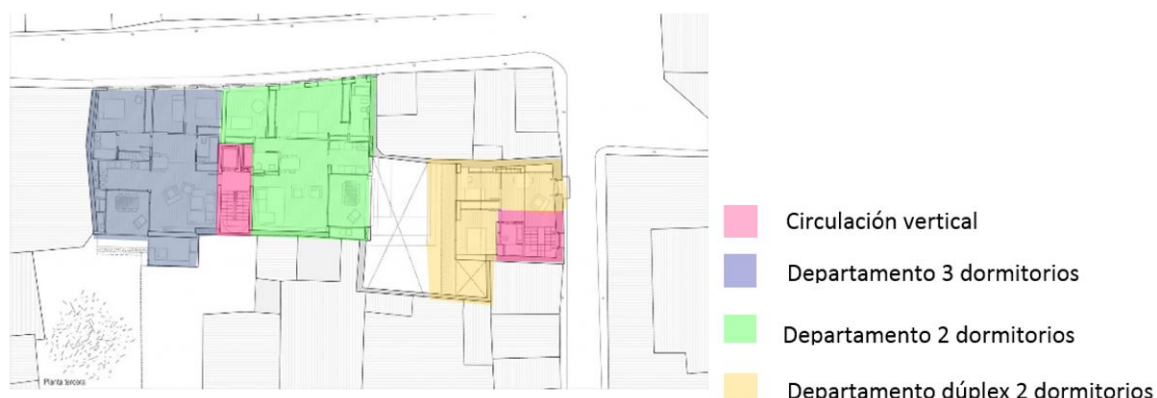 Circulación vertical
Departamento 3 dormitorios
Departamento 2 dormitorios
Departamento dúplex 2 dormitorios
Planta tercera